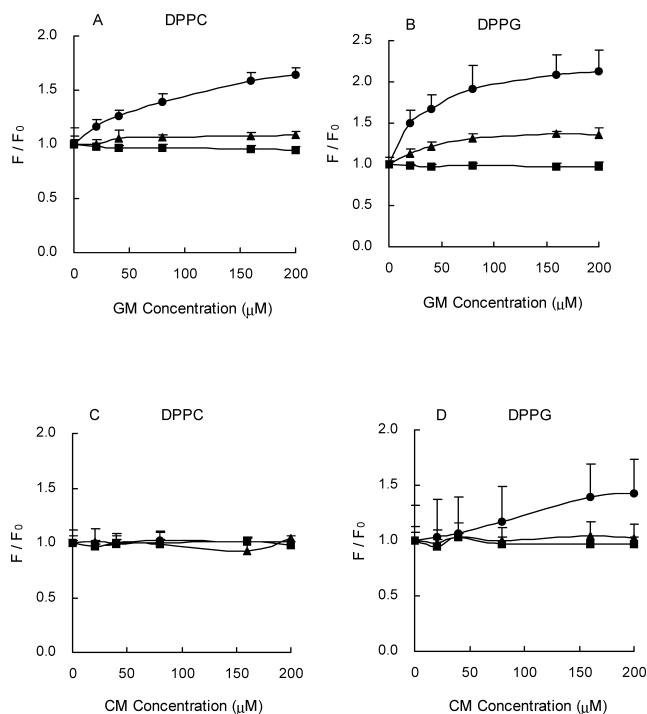 A DPPC
2.0
1.5
1.0
0.5
0.0
F / F0
0 50 100 150 200
GM Concentration (μM)
B DPPG
2.5
2.0
1.5
1.0
0.5
0.0
F / F0
0 50 100 150 200
GM Concentration (μM)
C DPPC
2.0
1.5
1.0
0.5
0.0
F / F0
0 50 100 150 200
CM Concentration (μM)
D DPPG
2.0
1.5
1.0
0.5
0.0
F / F0
0 50 100 150 200
CM Concentration (μM)